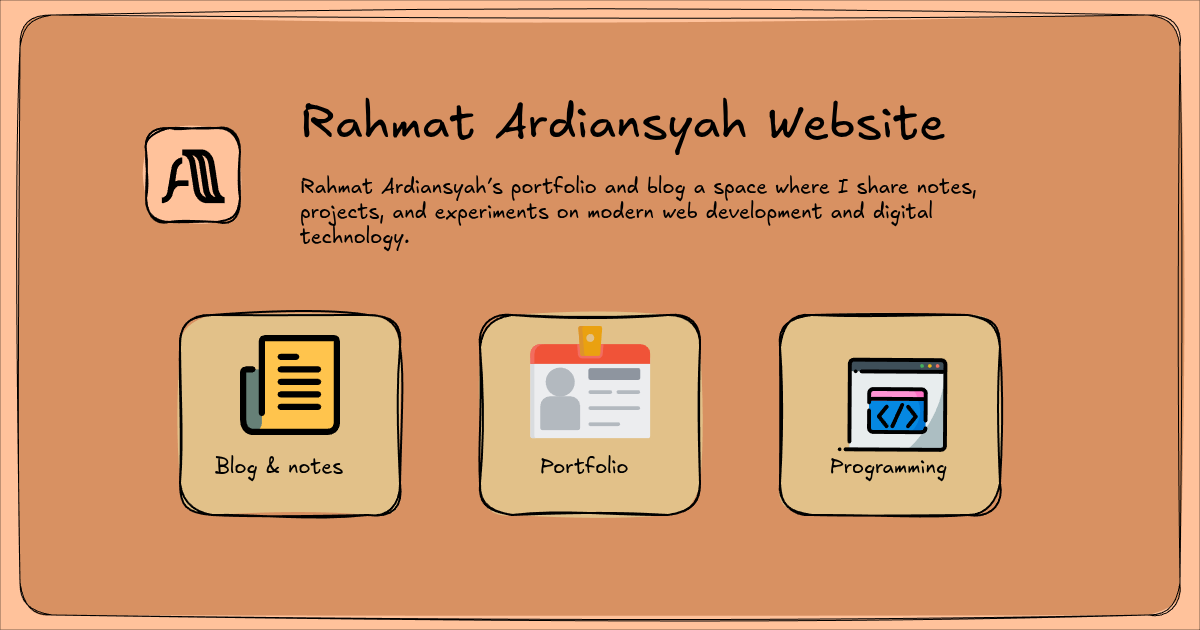 Rahmat Ardiansyah Website
Rahmat Ardiansyah's portfolio and blog a space where I share notes,
projects, and experiments on modern web development and digital
technology.
Blog & notes
Portfolio
</>
Programming